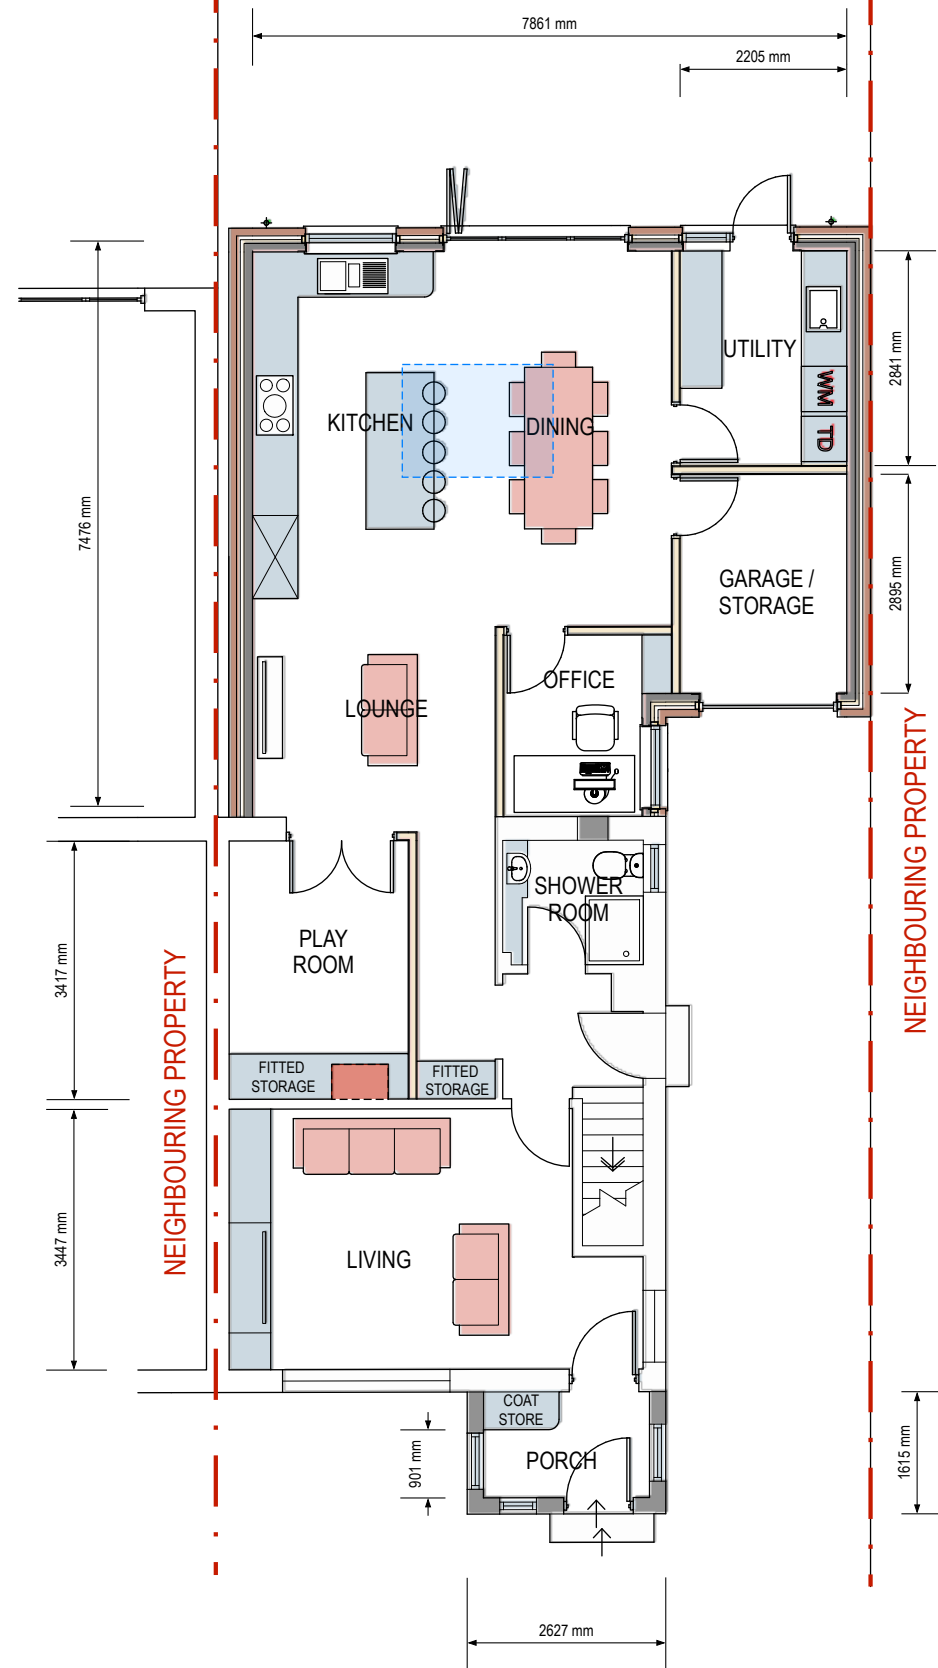 7861 mm
2205 mm
UTILITY
2841 mm
WM
KITCHEN
DINING
TD
7476 mm
GARAGE /
STORAGE
2895 mm
OFFICE
LOUNGE
NEIGHBOURING PROPERTY
SHOWER
ROOM
PLAY
ROOM
3417 mm
NEIGHBOURING PROPERTY
FITTED
STORAGE
FITTED
STORAGE
3447 mm
LIVING
COAT
STORE
PORCH
901 mm
1615 mm
2627 mm